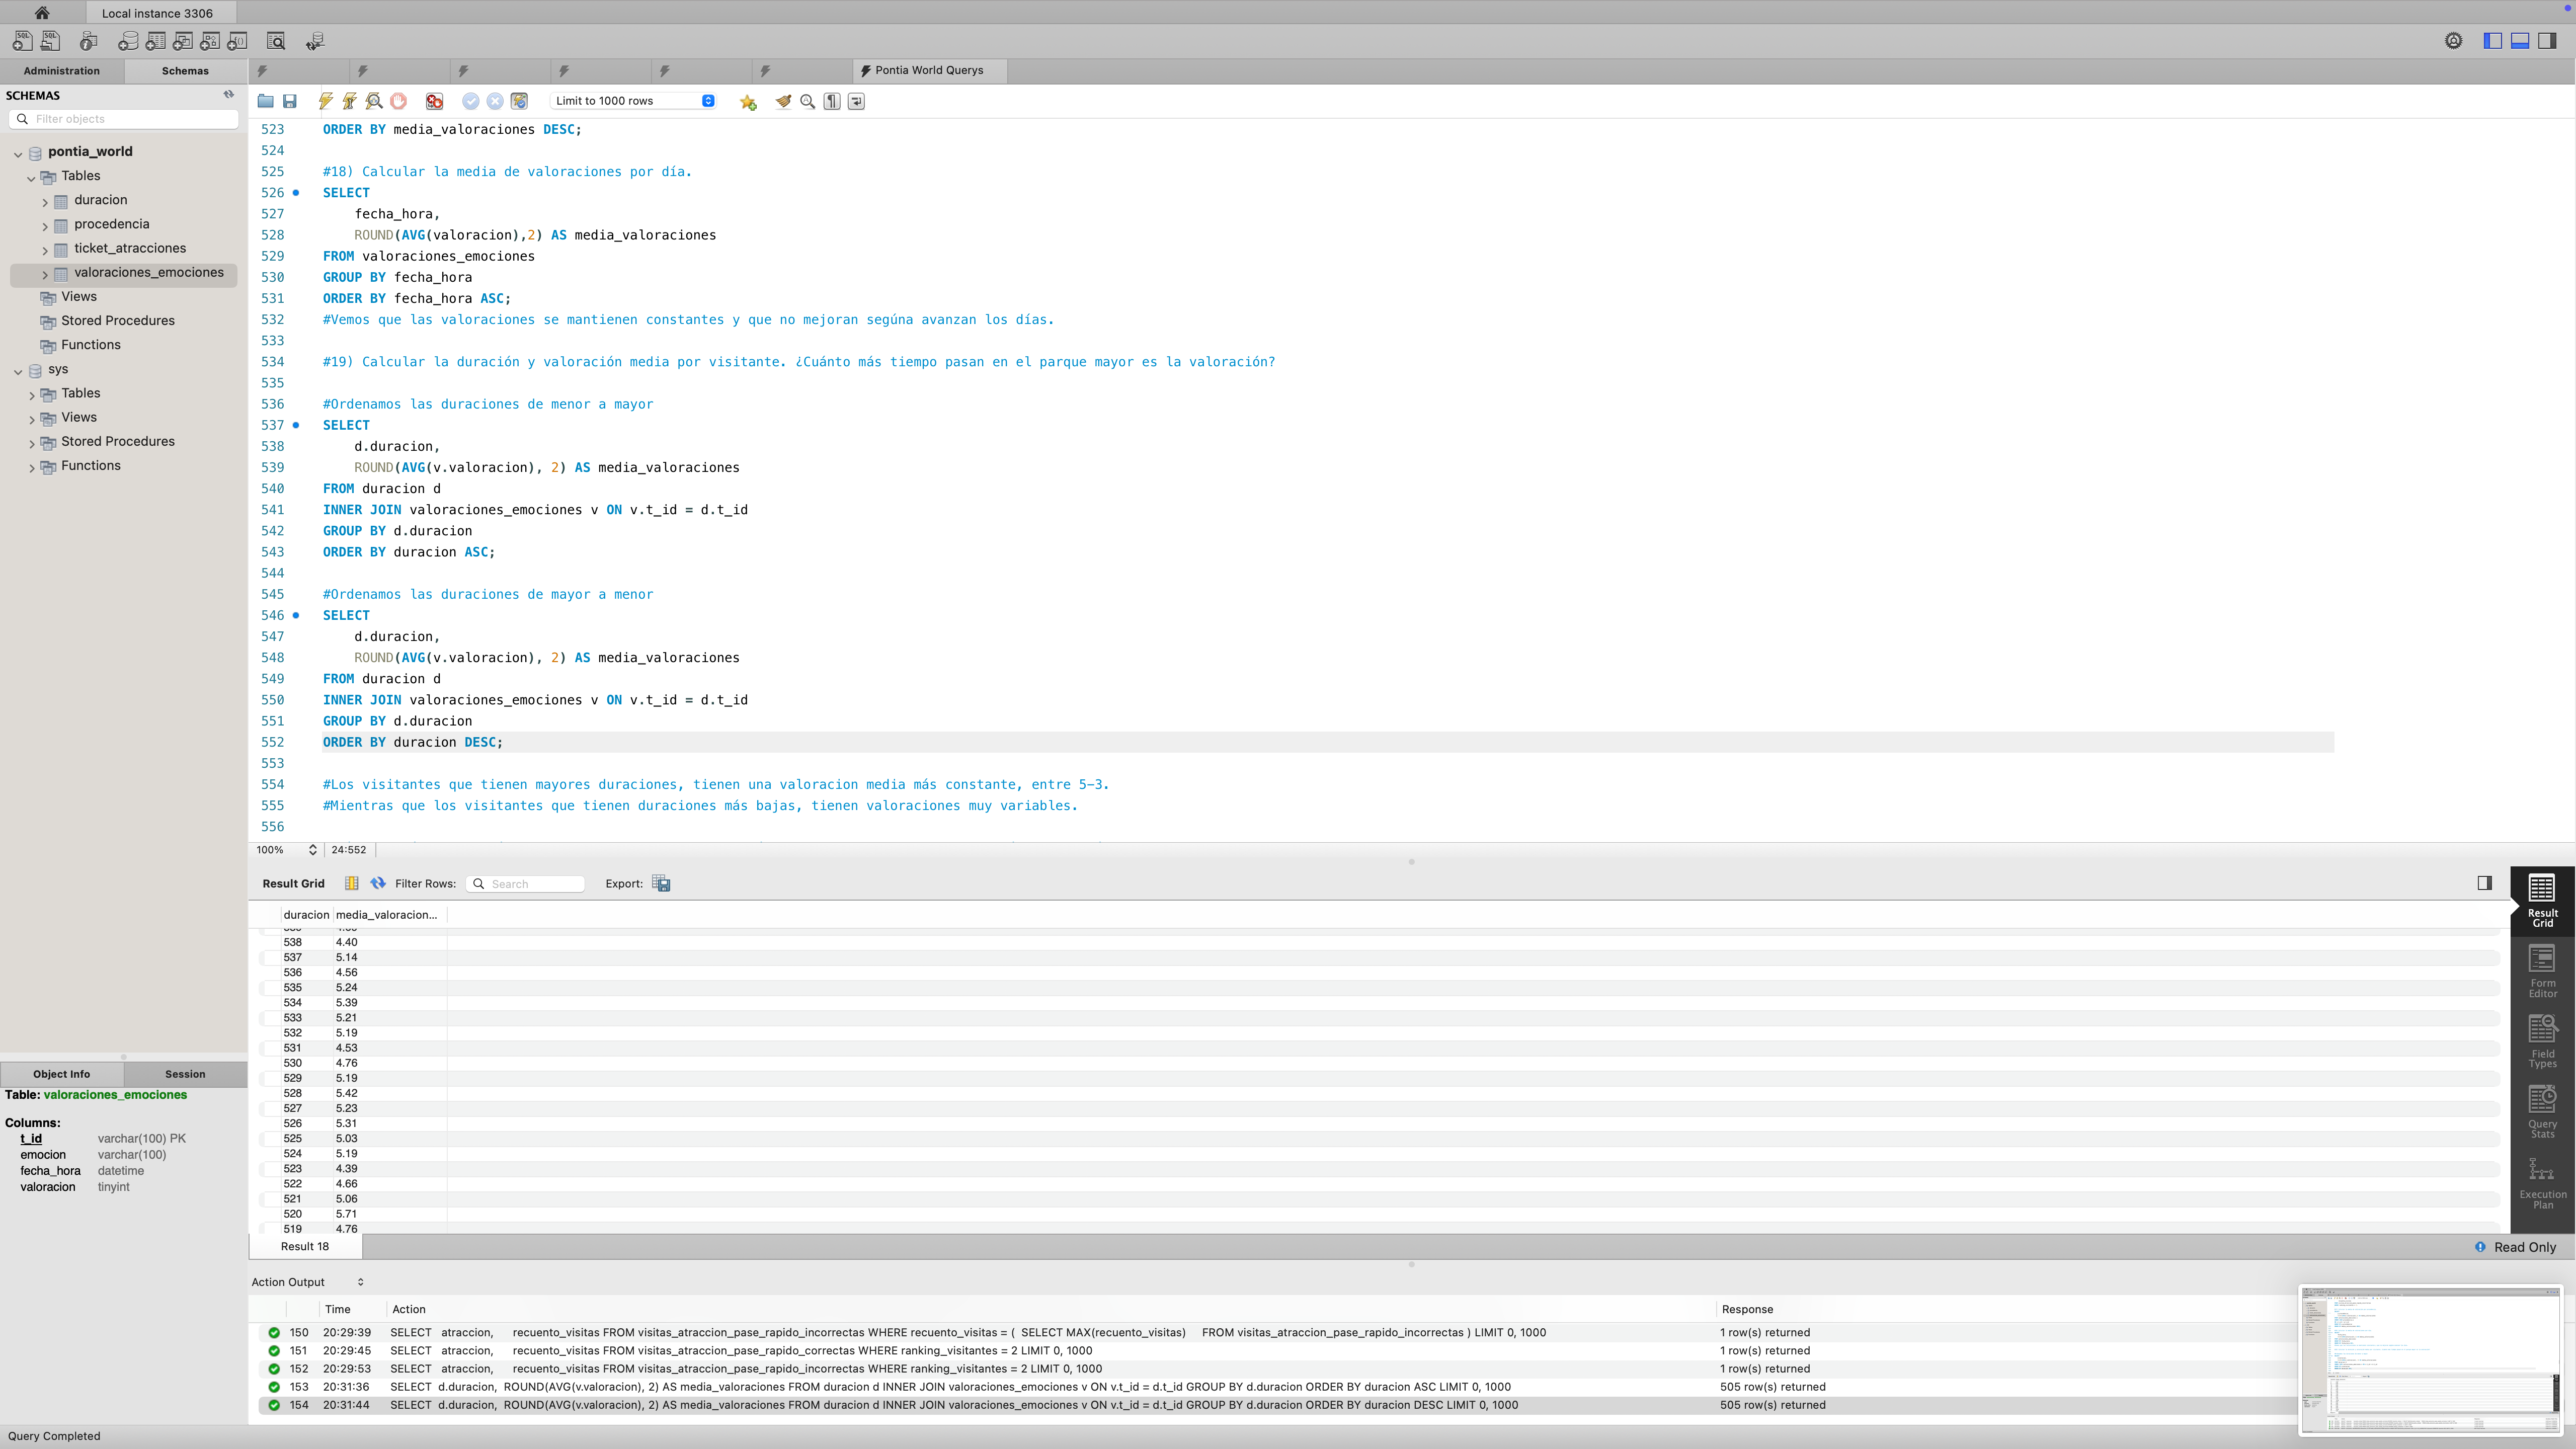 Local instance 3306
Administration
Schemas
Pontia World Querys
SCHEMAS
Filter objects
Limit to 1000 rows
pontia_world
Tables
duracion
procedencia
ticket_atracciones
valoraciones_emociones
Views
Stored Procedures
Functions
sys
Tables
Views
Stored Procedures
Functions
523 ORDER BY media_valoraciones DESC;
524
525 #18) Calcular la media de valoraciones por día.
526 SELECT
527 fecha_hora,
528 ROUND(AVG(valoracion),2) AS media_valoraciones
529 FROM valoraciones_emociones
530 GROUP BY fecha_hora
531 ORDER BY fecha_hora ASC;
532 #Vemos que las valoraciones se mantienen constantes y que no mejoran segúna avanzan los días.
533
534 #19) Calcular la duración y valoración media por visitante. ¿Cuánto más tiempo pasan en el parque mayor es la valoración?
535
536 #Ordenamos las duraciones de menor a mayor
537 SELECT
538 d.duracion,
539 ROUND(AVG(v.valoracion), 2) AS media_valoraciones
540 FROM duracion d
541 INNER JOIN valoraciones_emociones v ON v.t_id = d.t_id
542 GROUP BY d.duracion
543 ORDER BY duracion ASC;
544
545 #Ordenamos las duraciones de mayor a menor
546 SELECT
547 d.duracion,
548 ROUND(AVG(v.valoracion), 2) AS media_valoraciones
549 FROM duracion d
550 INNER JOIN valoraciones_emociones v ON v.t_id = d.t_id
551 GROUP BY d.duracion
552 ORDER BY duracion DESC;
553
554 #Los visitantes que tienen mayores duraciones, tienen una valoracion media más constante, entre 5-3.
555 #Mientras que los visitantes que tienen duraciones más bajas, tienen valoraciones muy variables.
556
100% 24:552
Result Grid Filter Rows: Search Export:
duracion media_valoracion...
538 4.40
537 5.14
536 4.56
535 5.24
534 5.39
533 5.21
532 5.19
531 4.53
530 4.76
529 5.19
528 5.42
527 5.23
526 5.31
525 5.03
524 5.19
523 4.39
522 4.66
521 5.06
520 5.71
519 4.76
Result Grid
Form Editor
Field Types
Query Stats
Execution Plan
Result 18
Read Only
Object Info
Session
Table: valoraciones_emociones
Columns:
t_id varchar(100) PK
emocion varchar(100)
fecha_hora datetime
valoracion tinyint
Action Output
Time Action Response
150 20:29:39 SELECT atraccion, recuento_visitas FROM visitas_atraccion_pase_rapido_incorrectas WHERE recuento_visitas = ( SELECT MAX(recuento_visitas) FROM visitas_atraccion_pase_rapido_incorrectas ) LIMIT 0, 1000 1 row(s) returned
151 20:29:45 SELECT atraccion, recuento_visitas FROM visitas_atraccion_pase_rapido_correctas WHERE ranking_visitantes = 2 LIMIT 0, 1000 1 row(s) returned
152 20:29:53 SELECT atraccion, recuento_visitas FROM visitas_atraccion_pase_rapido_incorrectas WHERE ranking_visitantes = 2 LIMIT 0, 1000 1 row(s) returned
153 20:31:36 SELECT d.duracion, ROUND(AVG(v.valoracion), 2) AS media_valoraciones FROM duracion d INNER JOIN valoraciones_emociones v ON v.t_id = d.t_id GROUP BY d.duracion ORDER BY duracion ASC LIMIT 0, 1000 505 row(s) returned
154 20:31:44 SELECT d.duracion, ROUND(AVG(v.valoracion), 2) AS media_valoraciones FROM duracion d INNER JOIN valoraciones_emociones v ON v.t_id = d.t_id GROUP BY d.duracion ORDER BY duracion DESC LIMIT 0, 1000 505 row(s) returned
Query Completed